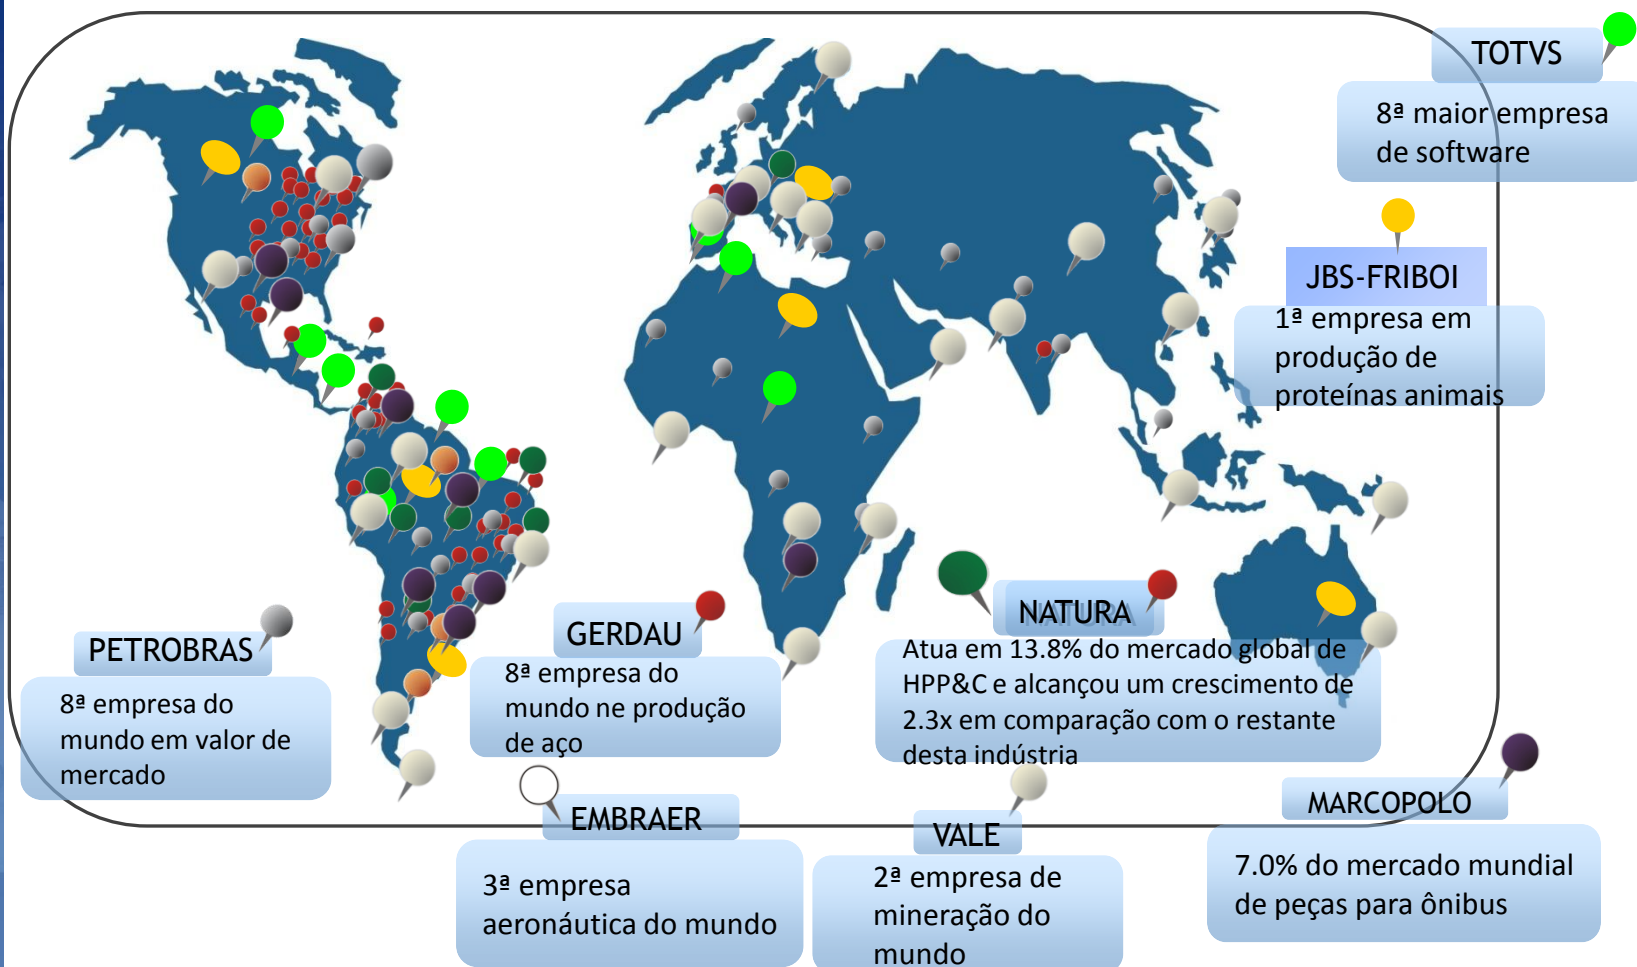 TOTVS
8ª maior empresa
de software
JBS-FRIBOI
1ª empresa em
produção de
proteínas animais
PETROBRAS
8ª empresa do
mundo em valor de
mercado
GERDAU
8ª empresa do
mundo ne produção
de aço
NATURA
Atua em 13.8% do mercado global de
HPP&C e alcançou um crescimento de
2.3x em comparação com o restante
desta indústria
EMBRAER
3ª empresa
aeronáutica do mundo
VALE
2ª empresa de
mineração do
mundo
MARCOPOLO
7.0% do mercado mundial
de peças para ônibus